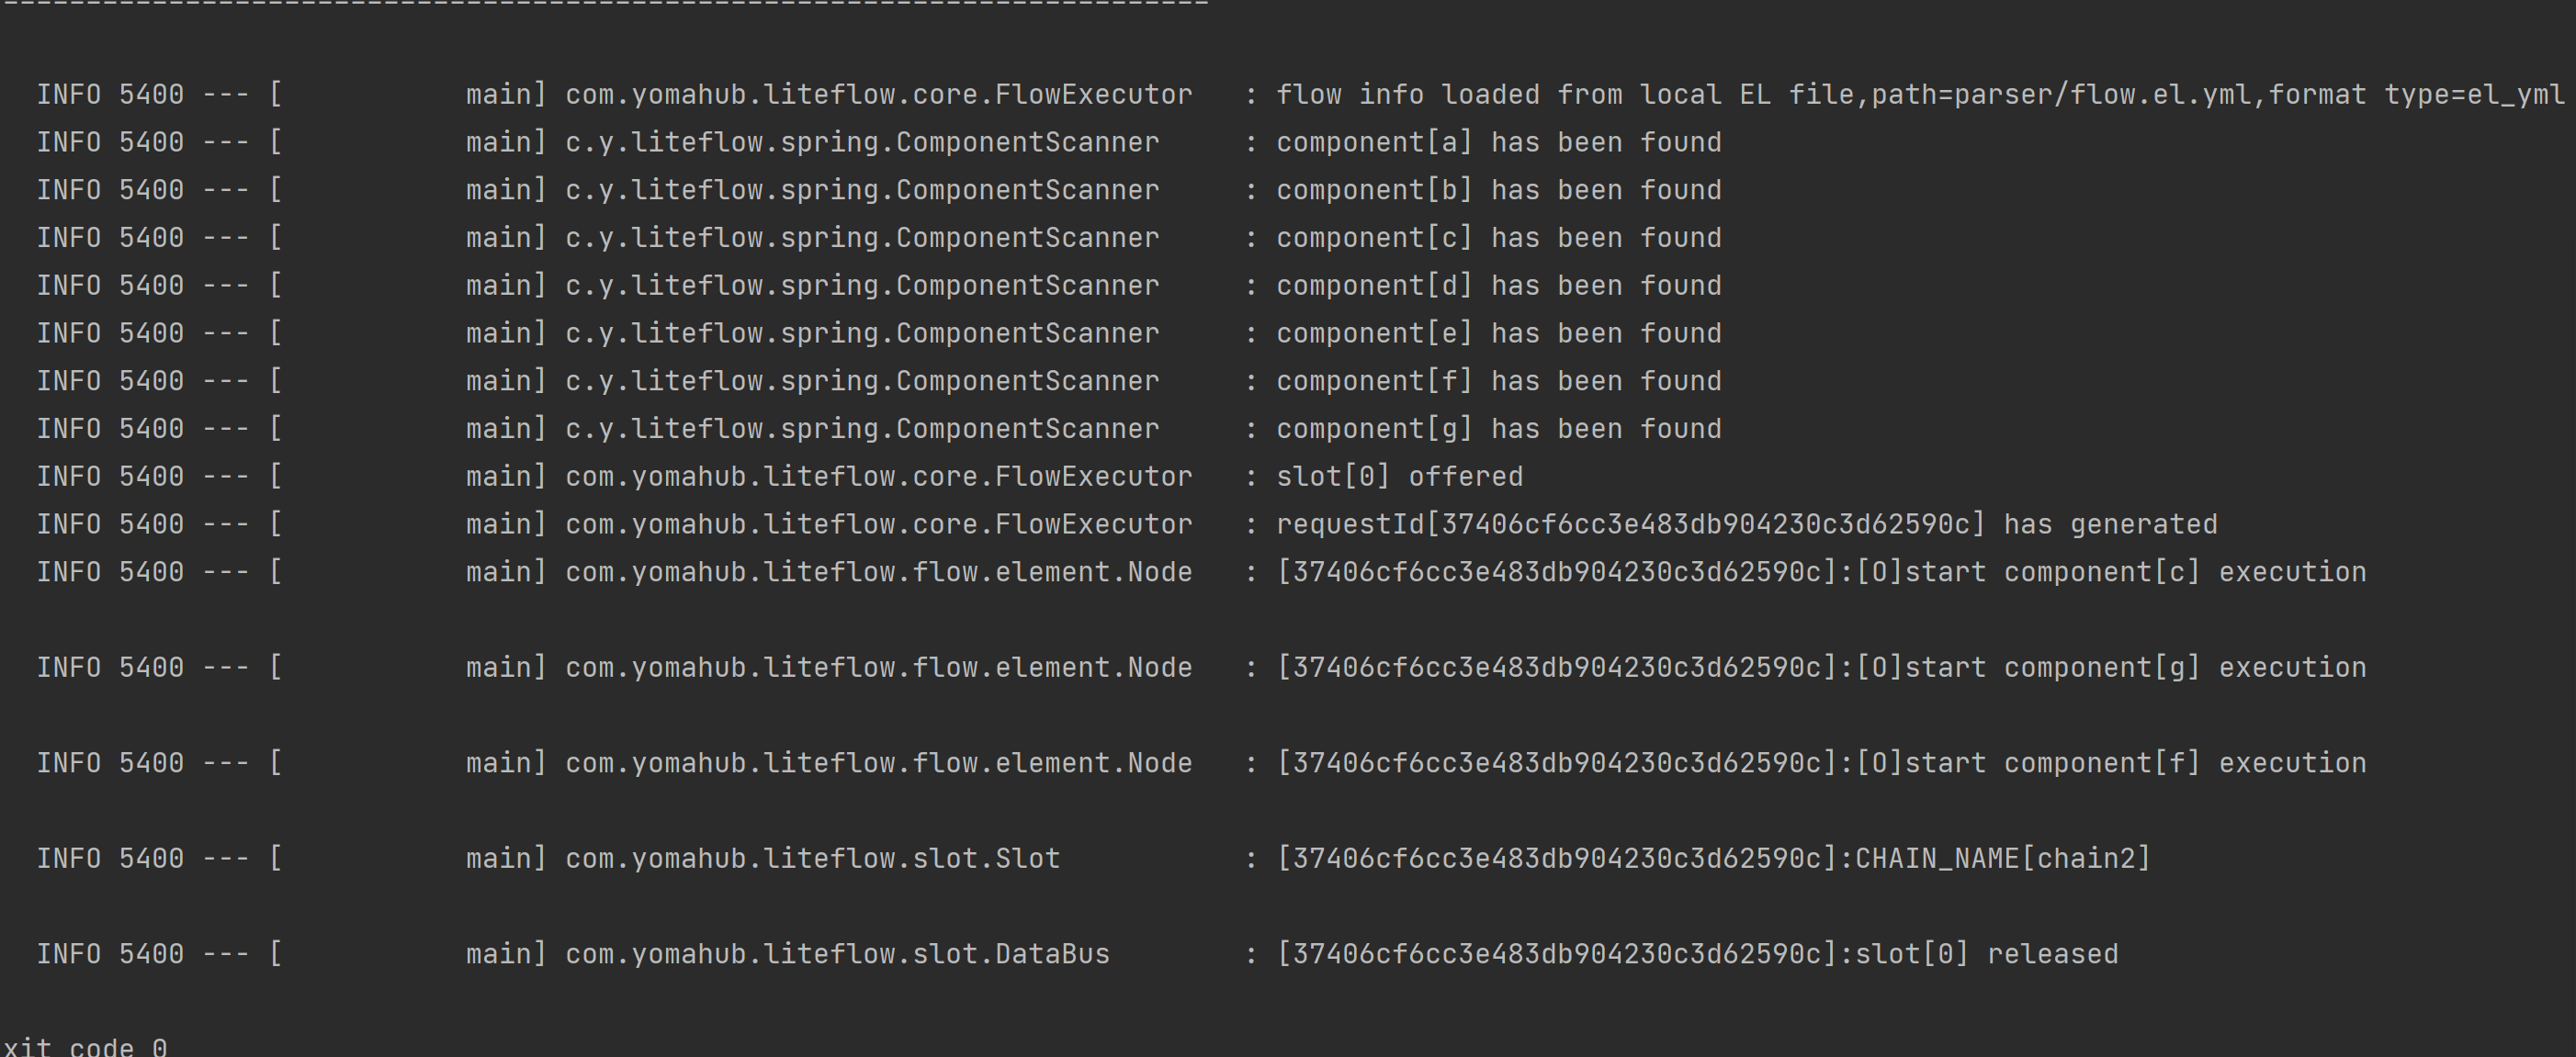 ------------------------------------------------------------------------
INFO 5400 --- [           main] com.yomahub.liteflow.core.FlowExecutor   : flow info loaded from local EL file,path=parser/flow.el.yml,format type=el_yml
INFO 5400 --- [           main] c.y.liteflow.spring.ComponentScanner     : component[a] has been found
INFO 5400 --- [           main] c.y.liteflow.spring.ComponentScanner     : component[b] has been found
INFO 5400 --- [           main] c.y.liteflow.spring.ComponentScanner     : component[c] has been found
INFO 5400 --- [           main] c.y.liteflow.spring.ComponentScanner     : component[d] has been found
INFO 5400 --- [           main] c.y.liteflow.spring.ComponentScanner     : component[e] has been found
INFO 5400 --- [           main] c.y.liteflow.spring.ComponentScanner     : component[f] has been found
INFO 5400 --- [           main] c.y.liteflow.spring.ComponentScanner     : component[g] has been found
INFO 5400 --- [           main] com.yomahub.liteflow.core.FlowExecutor   : slot[0] offered
INFO 5400 --- [           main] com.yomahub.liteflow.core.FlowExecutor   : requestId[37406cf6cc3e483db904230c3d62590c] has generated
INFO 5400 --- [           main] com.yomahub.liteflow.flow.element.Node   : [37406cf6cc3e483db904230c3d62590c]:[O]start component[c] execution
INFO 5400 --- [           main] com.yomahub.liteflow.flow.element.Node   : [37406cf6cc3e483db904230c3d62590c]:[O]start component[g] execution
INFO 5400 --- [           main] com.yomahub.liteflow.flow.element.Node   : [37406cf6cc3e483db904230c3d62590c]:[O]start component[f] execution
INFO 5400 --- [           main] com.yomahub.liteflow.slot.Slot           : [37406cf6cc3e483db904230c3d62590c]:CHAIN_NAME[chain2]
INFO 5400 --- [           main] com.yomahub.liteflow.slot.DataBus        : [37406cf6cc3e483db904230c3d62590c]:slot[0] released
xit code 0